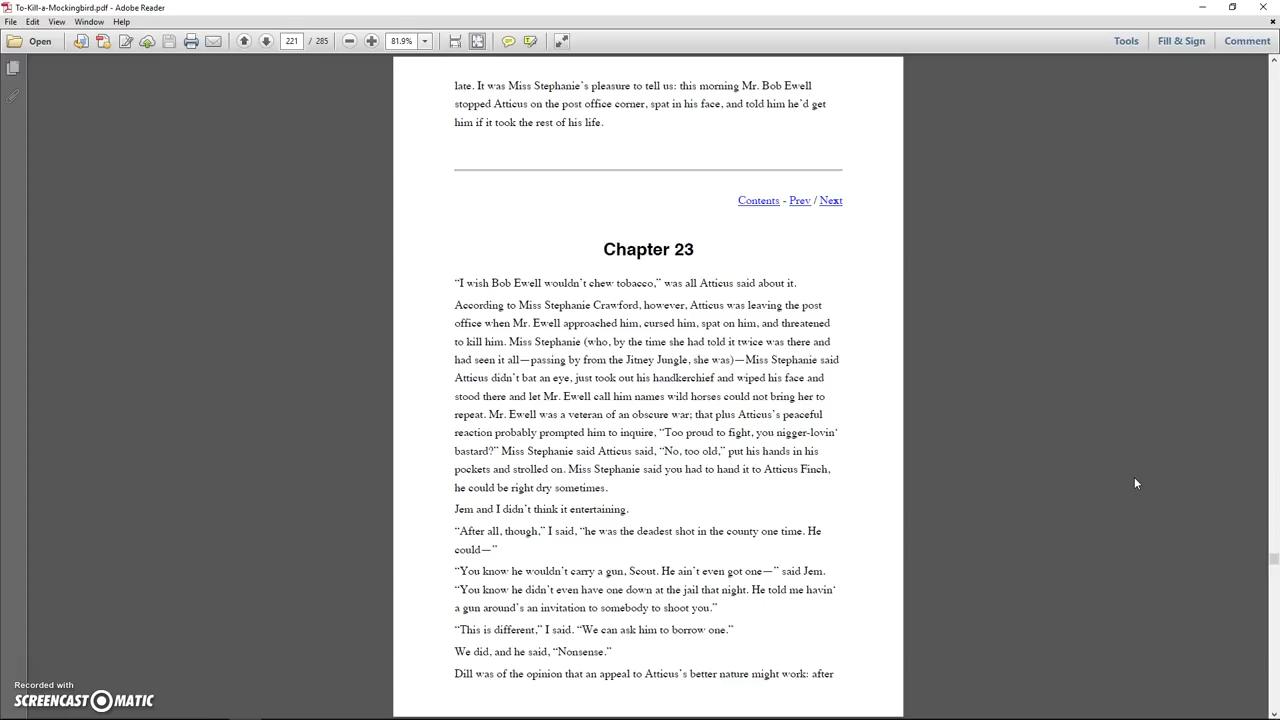 To-Kill-a-Mockingbird.pdf - Adobe Reader
File Edit View Window Help
Open 221 / 285 81.9% Tools Fill & Sign Comment
late. It was Miss Stephanie’s pleasure to tell us: this morning Mr. Bob Ewell
stopped Atticus on the post office corner, spat in his face, and told him he’d get
him if it took the rest of his life.
Contents - Prev / Next
Chapter 23
“I wish Bob Ewell wouldn’t chew tobacco,” was all Atticus said about it.
According to Miss Stephanie Crawford, however, Atticus was leaving the post
office when Mr. Ewell approached him, cursed him, spat on him, and threatened
to kill him. Miss Stephanie (who, by the time she had told it twice was there and
had seen it all—passing by from the Jitney Jungle, she was)—Miss Stephanie said
Atticus didn’t bat an eye, just took out his handkerchief and wiped his face and
stood there and let Mr. Ewell call him names wild horses could not bring her to
repeat. Mr. Ewell was a veteran of an obscure war; that plus Atticus’s peaceful
reaction probably prompted him to inquire, “Too proud to fight, you nigger-lovin‘
bastard?” Miss Stephanie said Atticus said, “No, too old,” put his hands in his
pockets and strolled on. Miss Stephanie said you had to hand it to Atticus Finch,
he could be right dry sometimes.
Jem and I didn’t think it entertaining.
“After all, though,” I said, “he was the deadest shot in the county one time. He
could—”
“You know he wouldn’t carry a gun, Scout. He ain’t even got one—” said Jem.
“You know he didn’t even have one down at the jail that night. He told me havin‘
a gun around’s an invitation to somebody to shoot you.”
“This is different,” I said. “We can ask him to borrow one.”
We did, and he said, “Nonsense.”
Dill was of the opinion that an appeal to Atticus’s better nature might work: after
Recorded with
SCREENCAST MATIC